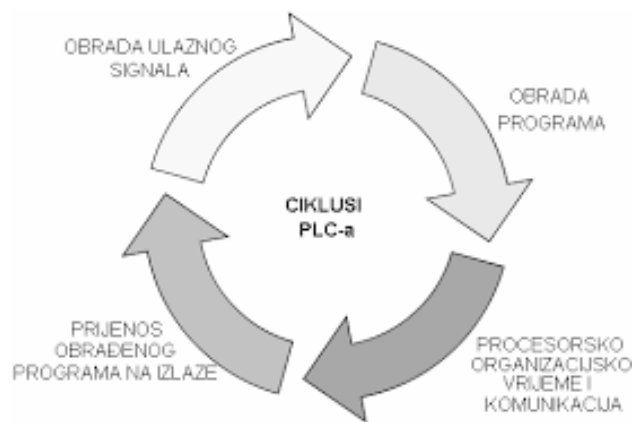 OBRADA ULAZNOG
SIGNALA
OBRADA
PROGRAMA
CIKLUSI
PLC-a
PROCESORSKO
ORGANIZACIJSKO
VRIJEME I
KOMUNIKACIJA
PRIJENOS
OBRAĐENOG
PROGRAMA NA IZLAZE